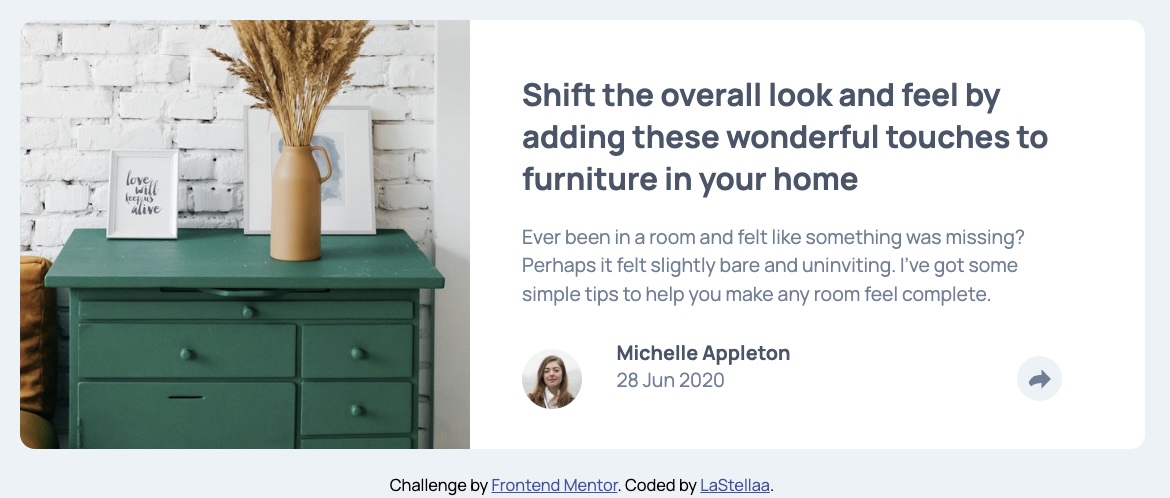 love
will
keep us
alive
Shift the overall look and feel by
adding these wonderful touches to
furniture in your home
Ever been in a room and felt like something was missing?
Perhaps it felt slightly bare and uninviting. I’ve got some
simple tips to help you make any room feel complete.
Michelle Appleton
28 Jun 2020
Challenge by Frontend Mentor. Coded by LaStellaa.